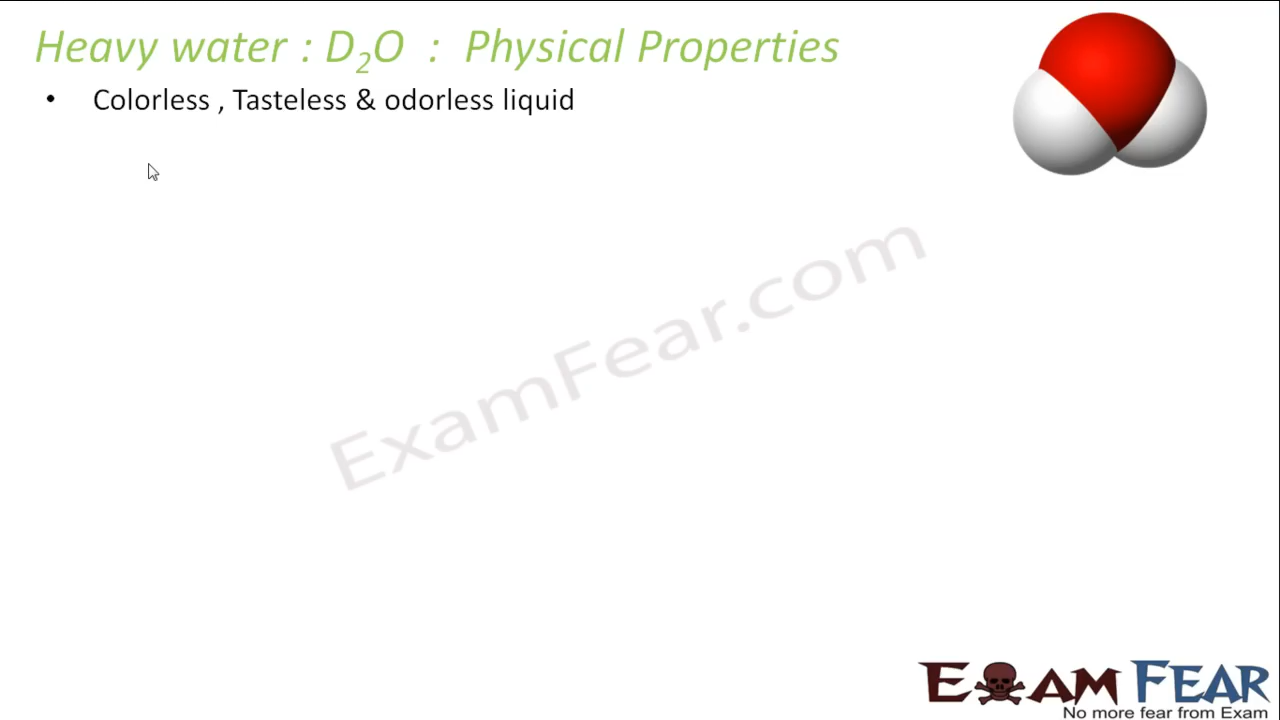 Heavy water : D₂O : Physical Properties
• Colorless , Tasteless & odorless liquid
ExamFear.com
EXAM FEAR
No more fear from Exam